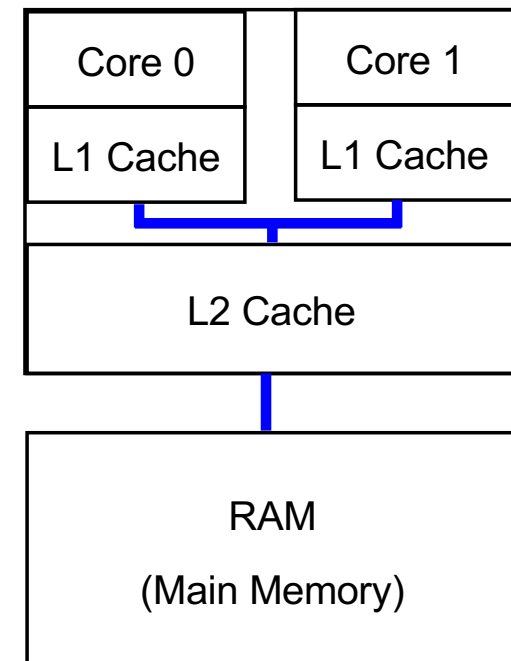 Core 0
Core 1
L1 Cache
L1 Cache
L2 Cache
RAM
(Main Memory)